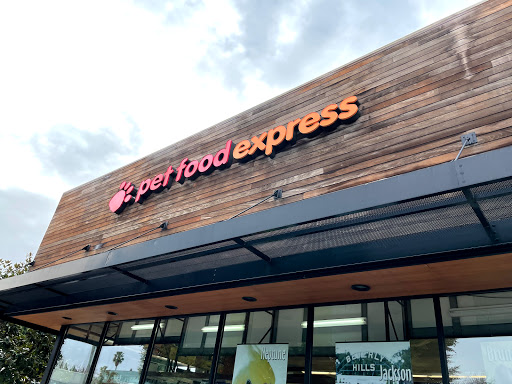 pet food express
BEVERLY
HILLS
Jackson